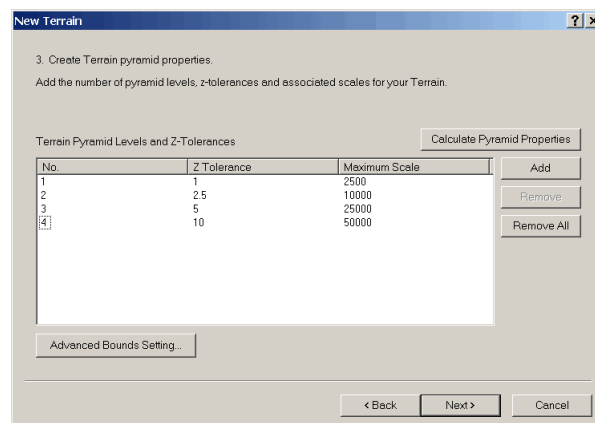 New Terrain
3. Create Terrain pyramid properties.
Add the number of pyramid levels, z-tolerances and associated scales for your Terrain.
Terrain Pyramid Levels and Z-Tolerances
Calculate Pyramid Properties
No. Z Tolerance Maximum Scale
1 1 2500
2 2.5 10000
3 5 25000
4 10 50000
Add
Remove
Remove All
Advanced Bounds Setting...
< Back Next > Cancel